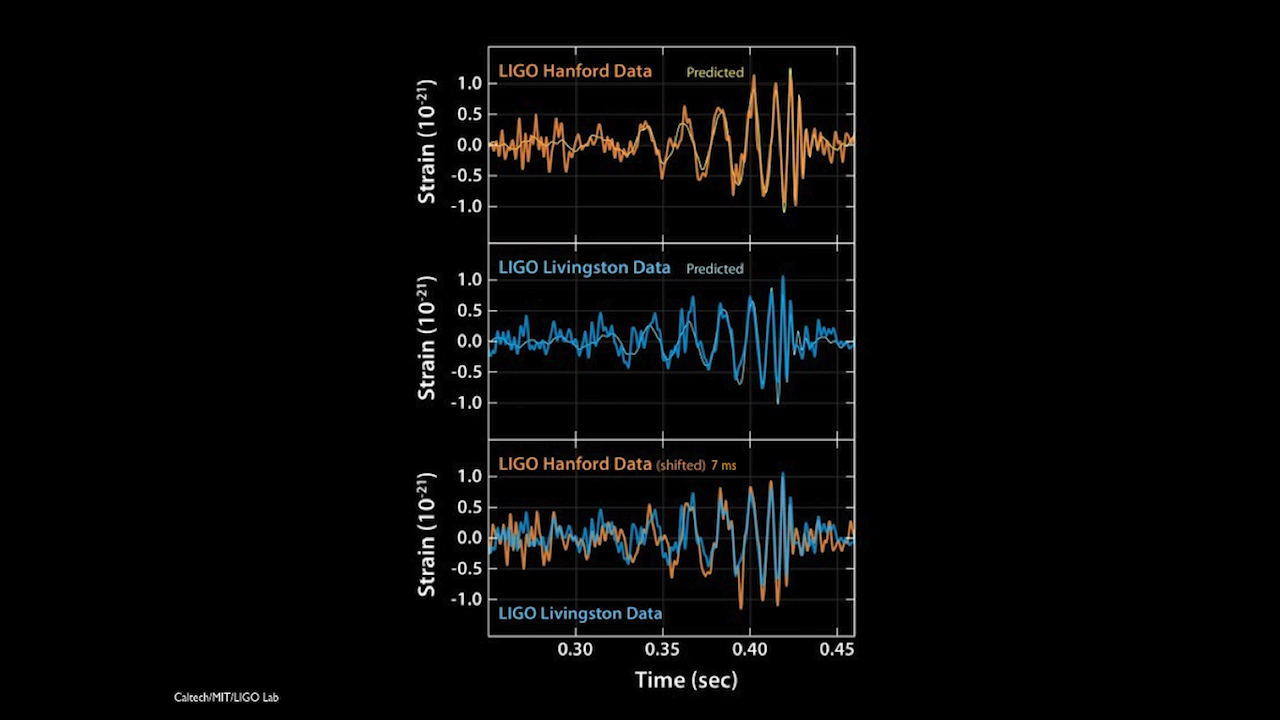 LIGO Hanford Data Predicted
1.0
0.5
0.0
-0.5
-1.0
Strain (10-21)
LIGO Livingston Data Predicted
1.0
0.5
0.0
-0.5
-1.0
Strain (10-21)
LIGO Hanford Data (shifted) 7 ms
1.0
0.5
0.0
-0.5
-1.0
Strain (10-21)
LIGO Livingston Data
0.30 0.35 0.40 0.45
Time (sec)
Caltech/MIT/LIGO Lab